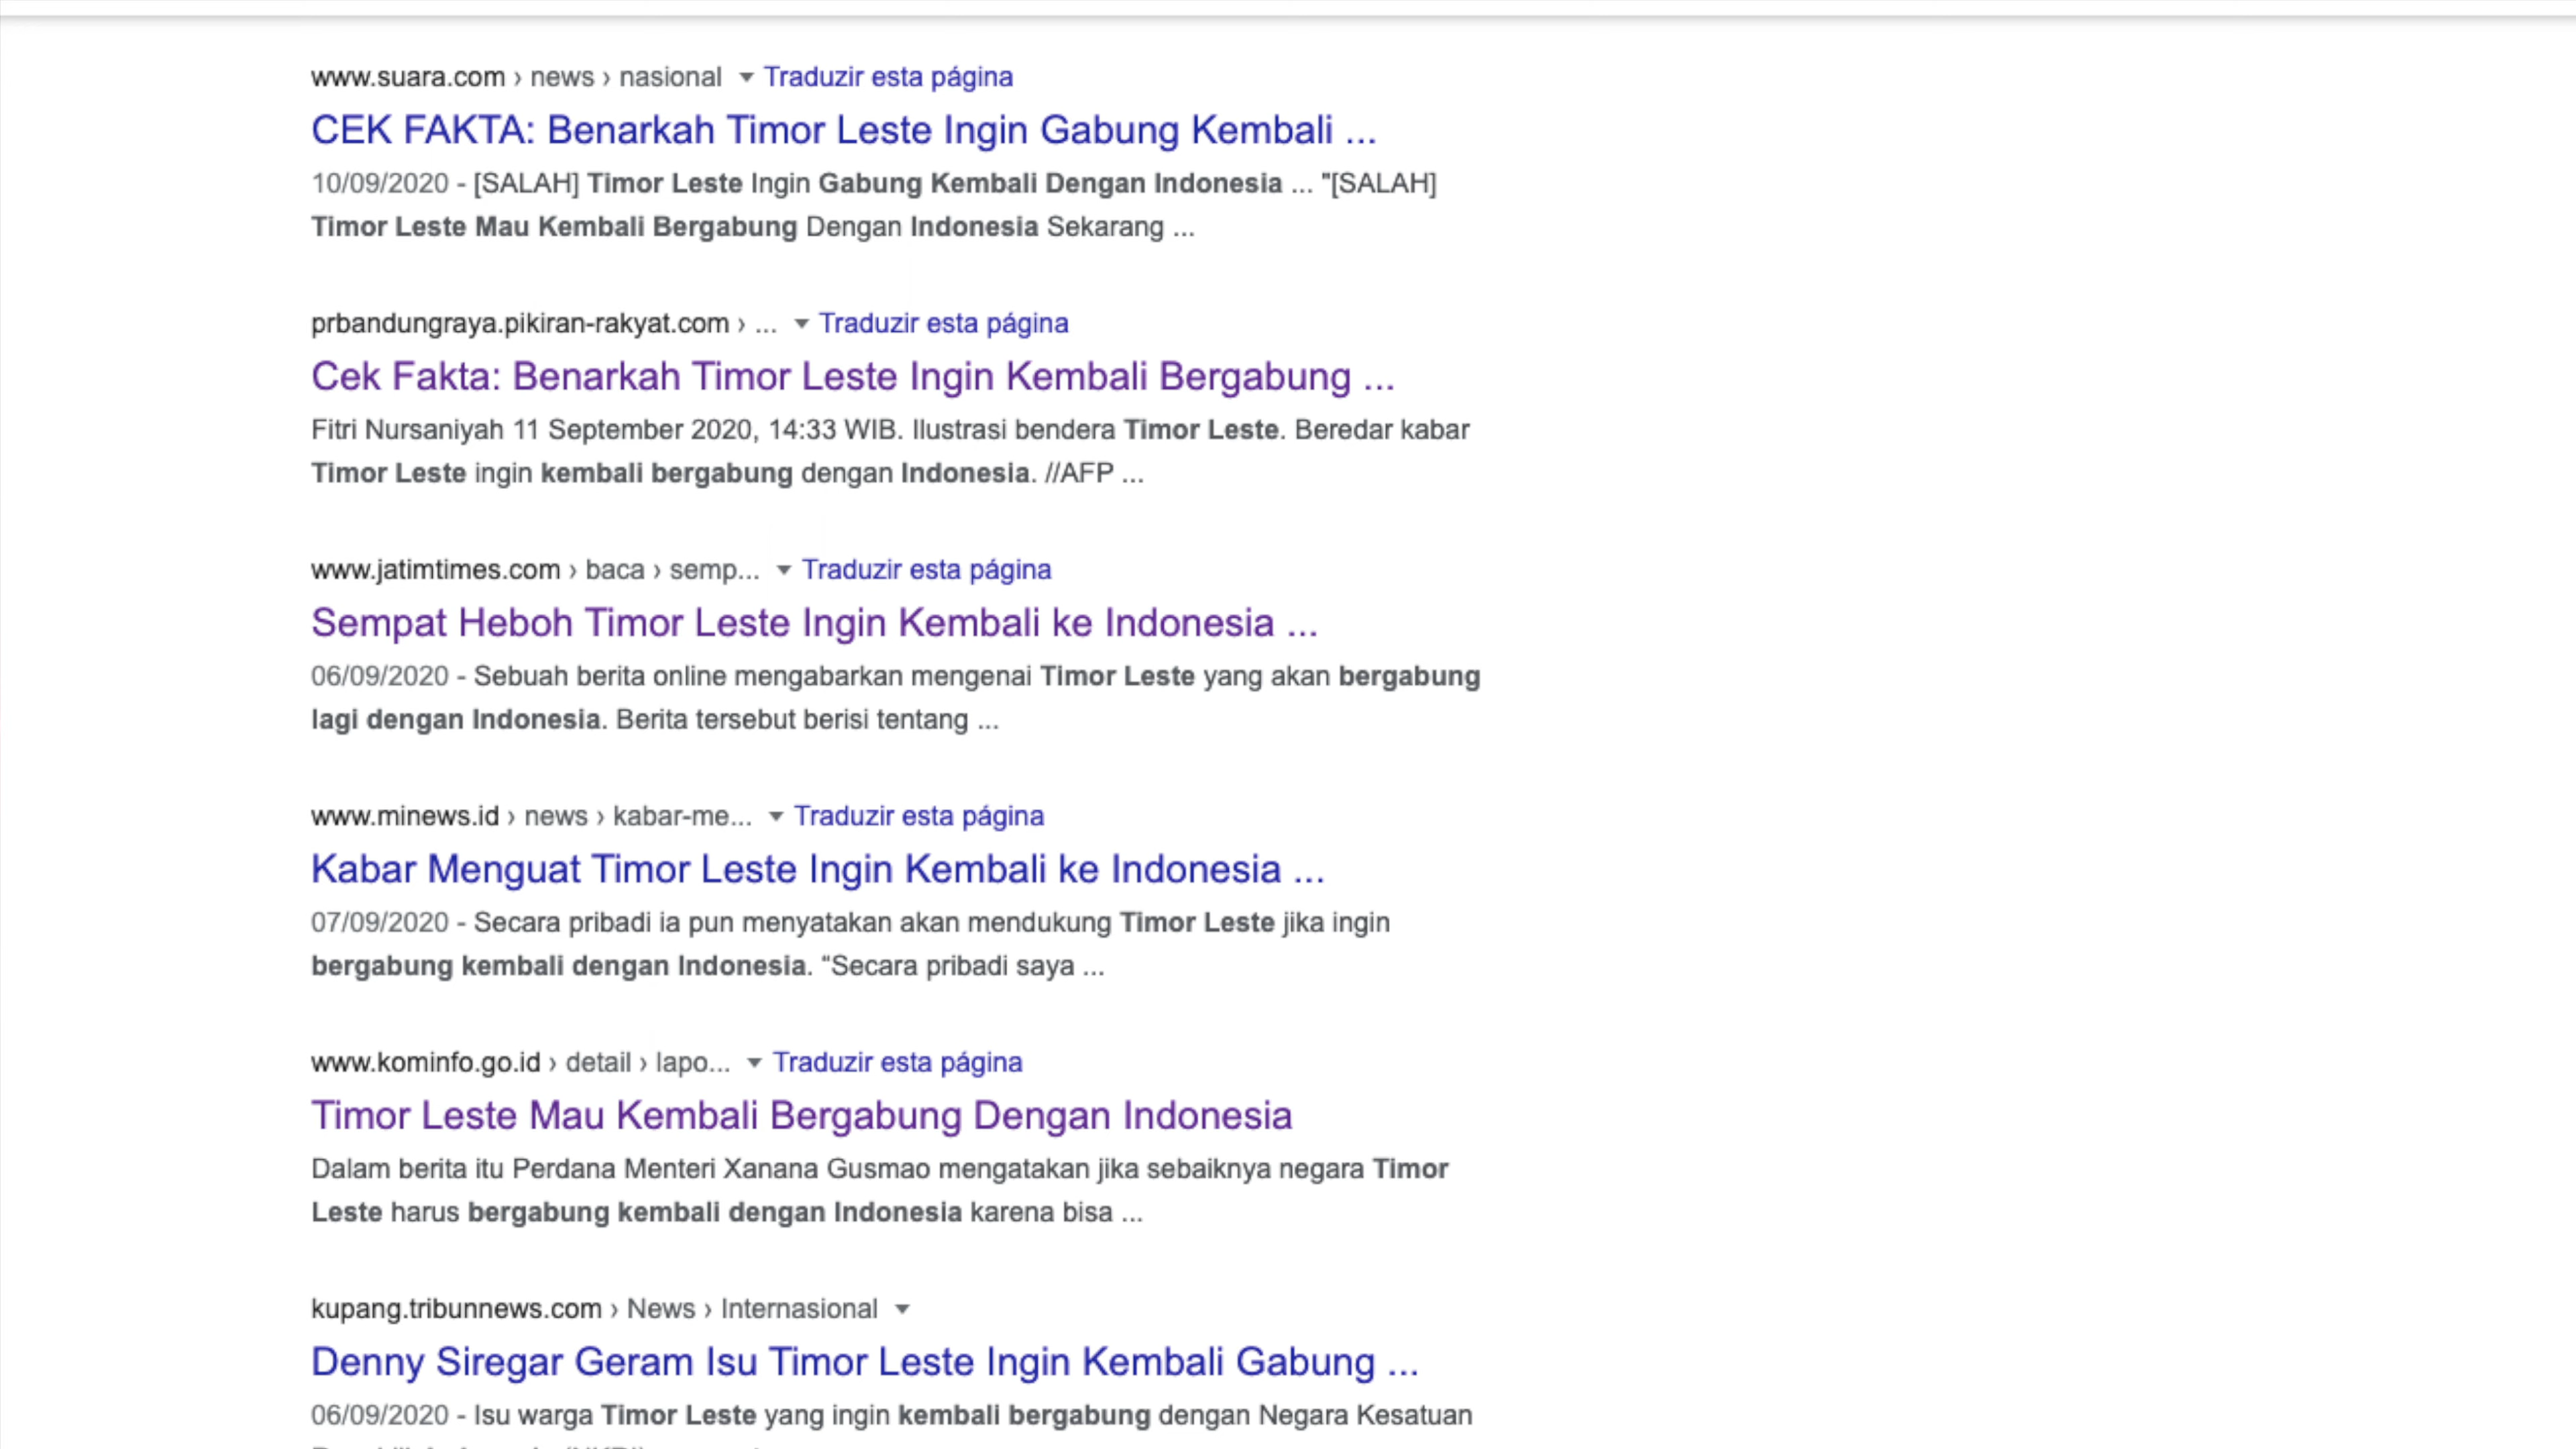 www.suara.com › news › nasional ▼ Traduzir esta página
CEK FAKTA: Benarkah Timor Leste Ingin Gabung Kembali ...
10/09/2020 - [SALAH] Timor Leste Ingin Gabung Kembali Dengan Indonesia ... "[SALAH]
Timor Leste Mau Kembali Bergabung Dengan Indonesia Sekarang ...
prbandungraya.pikiran-rakyat.com › ... ▼ Traduzir esta página
Cek Fakta: Benarkah Timor Leste Ingin Kembali Bergabung ...
Fitri Nursaniyah 11 September 2020, 14:33 WIB. Ilustrasi bendera Timor Leste. Beredar kabar
Timor Leste ingin kembali bergabung dengan Indonesia. //AFP ...
www.jatimtimes.com › baca › semp... ▼ Traduzir esta página
Sempat Heboh Timor Leste Ingin Kembali ke Indonesia ...
06/09/2020 - Sebuah berita online mengabarkan mengenai Timor Leste yang akan bergabung
lagi dengan Indonesia. Berita tersebut berisi tentang ...
www.minews.id › news › kabar-me... ▼ Traduzir esta página
Kabar Menguat Timor Leste Ingin Kembali ke Indonesia ...
07/09/2020 - Secara pribadi ia pun menyatakan akan mendukung Timor Leste jika ingin
bergabung kembali dengan Indonesia. “Secara pribadi saya ...
www.kominfo.go.id › detail › lapo... ▼ Traduzir esta página
Timor Leste Mau Kembali Bergabung Dengan Indonesia
Dalam berita itu Perdana Menteri Xanana Gusmao mengatakan jika sebaiknya negara Timor
Leste harus bergabung kembali dengan Indonesia karena bisa ...
kupang.tribunnews.com › News › Internasional ▼
Denny Siregar Geram Isu Timor Leste Ingin Kembali Gabung ...
06/09/2020 - Isu warga Timor Leste yang ingin kembali bergabung dengan Negara Kesatuan